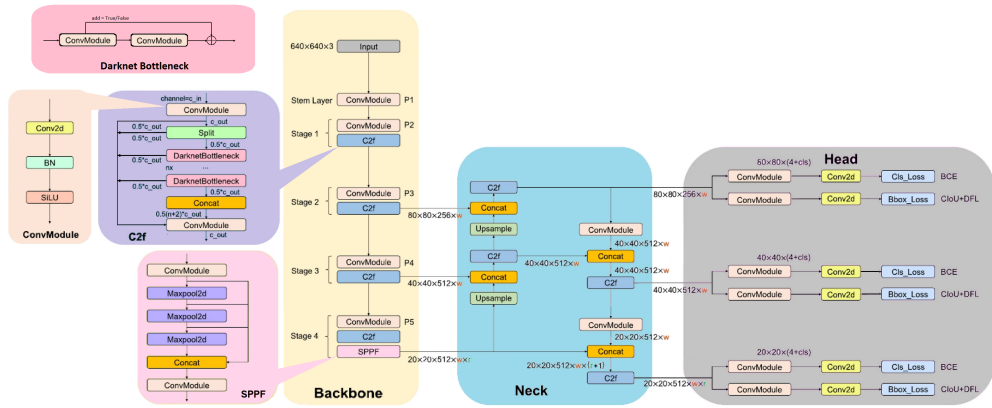 add = True/False
ConvModule
ConvModule
Darknet Bottleneck
Conv2d
BN
SiLU
ConvModule
channel=c_in
ConvModule
c_out
0.5*c_out
Split
0.5*c_out
0.5*c_out
0.5*c_out
DarknetBottleneck
nx
...
0.5*c_out
DarknetBottleneck
0.5*c_out
Concat
0.5(n+2)*c_out
ConvModule
C2f
c_out
ConvModule
Maxpool2d
Maxpool2d
Maxpool2d
Concat
ConvModule
SPPF
640×640×3
Input
Stem Layer
ConvModule
P1
Stage 1
ConvModule
P2
C2f
Stage 2
ConvModule
P3
C2f
80×80×256×w
Stage 3
ConvModule
P4
C2f
40×40×512×w
Stage 4
ConvModule
P5
C2f
SPPF
20×20×512×w×r
Backbone
C2f
Concat
Upsample
C2f
Concat
Upsample
40×40×512×w
ConvModule
40×40×512×w
Concat
40×40×512×w
C2f
ConvModule
20×20×512×w
Concat
20×20×512×w×(r+1)
C2f
Neck
80×80×256×w
40×40×512×w
20×20×512×w×r
Head
80×80×(4+cls)
ConvModule
Conv2d
Cls_Loss
BCE
ConvModule
Conv2d
Bbox_Loss
CIoU+DFL
40×40×(4+cls)
ConvModule
Conv2d
Cls_Loss
BCE
ConvModule
Conv2d
Bbox_Loss
CIoU+DFL
20×20×(4+cls)
ConvModule
Conv2d
Cls_Loss
BCE
ConvModule
Conv2d
Bbox_Loss
CIoU+DFL